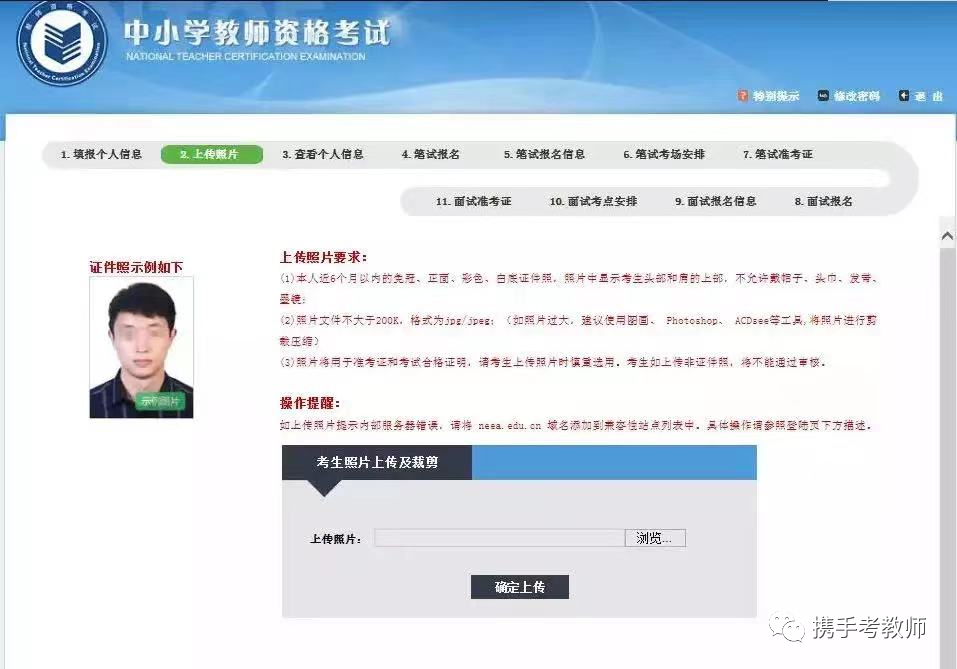 中小学教师资格考试
NATIONAL TEACHER CERTIFICATION EXAMINATION
特别提示 修改密码 退 出
1. 填报个人信息 2. 上传照片 3. 查看个人信息 4. 笔试报名 5. 笔试报名信息 6. 笔试考场安排 7. 笔试准考证
11. 面试准考证 10. 面试考点安排 9. 面试报名信息 8. 面试报名
证件照示例如下
示例照片
上传照片要求：
(1)本人近6个月以内的免冠、正面、彩色、白底证件照，照片中显示考生头部和肩的上部，不允许戴帽子、头巾、发带、
墨镜；
(2)照片文件不大于200K，格式为jpg/jpeg；（如照片过大，建议使用画图、 Photoshop、 ACDsee等工具,将照片进行剪
裁压缩）
(3)照片将用于准考证和考试合格证明，请考生上传照片时慎重选用。考生如上传非证件照，将不能通过审核。
操作提醒：
如上传照片提示内部服务器错误，请将 neea.edu.cn 域名添加到兼容性站点列表中。具体操作请参照登陆页下方描述。
考生照片上传及裁剪
上传照片：
浏览...
确定上传
携手考教师